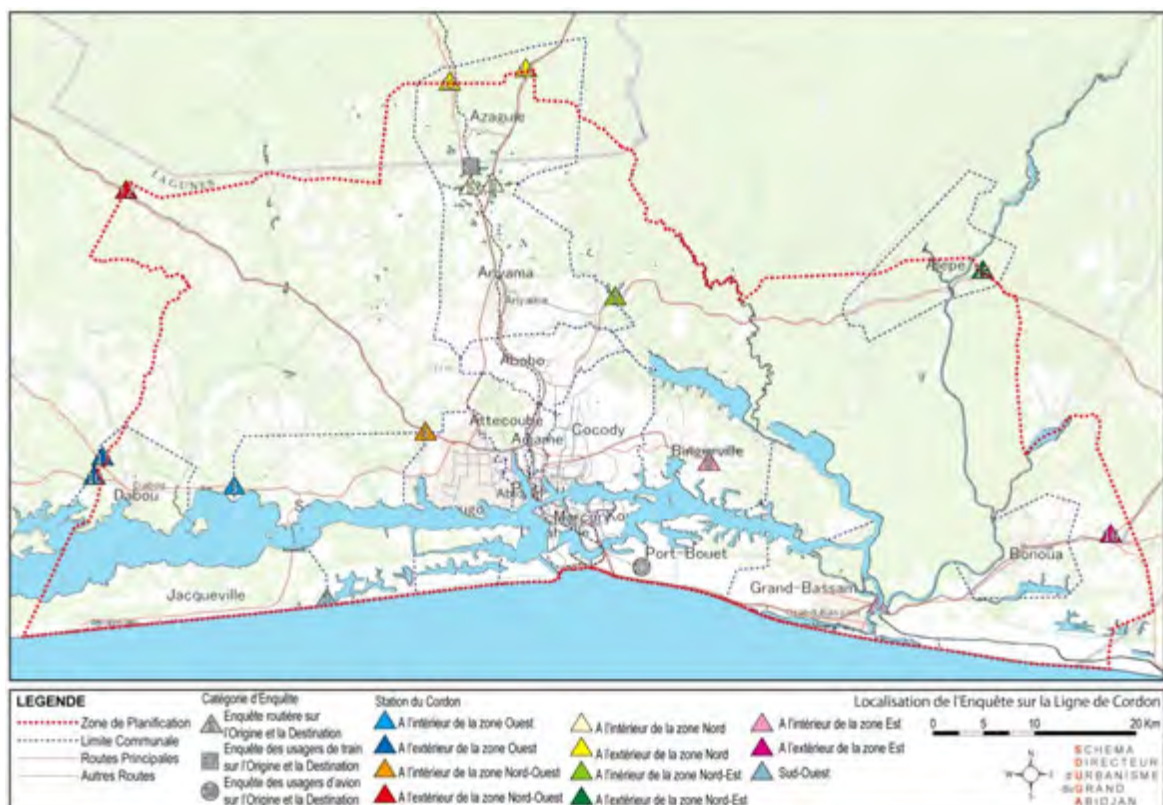 Azaguie
LAGUNES
Anyama
Anyama
Alepe
Abobo
Attecoube
Adjame
Cocody
Bingerville
Dabou
Dabou
Marcory
Port-Bouet
Bonoua
Jacqueville
Grand-Bassam
Grand-Bassam
LEGENDE
Zone de Planification
Limite Communale
Routes Principales
Autres Routes
Catégorie d'Enquête
Enquête routière sur
l'Origine et la Destination
Enquête des usagers de train
sur l'Origine et la Destination
Enquête des usagers d'avion
sur l'Origine et la Destination
Station du Cordon
A l'intérieur de la zone Ouest
A l'extérieur de la zone Ouest
A l'intérieur de la zone Nord-Ouest
A l'extérieur de la zone Nord-Ouest
A l'intérieur de la zone Nord
A l'extérieur de la zone Nord
A l'intérieur de la zone Nord-Est
A l'extérieur de la zone Nord-Est
A l'intérieur de la zone Est
A l'extérieur de la zone Est
Sud-Ouest
Localisation de l'Enquête sur la Ligne de Cordon
0 5 10 20 Km
N
W
S
SCHEMA
DIRECTEUR
d'URBANISME
du GRAND
ABIDJAN